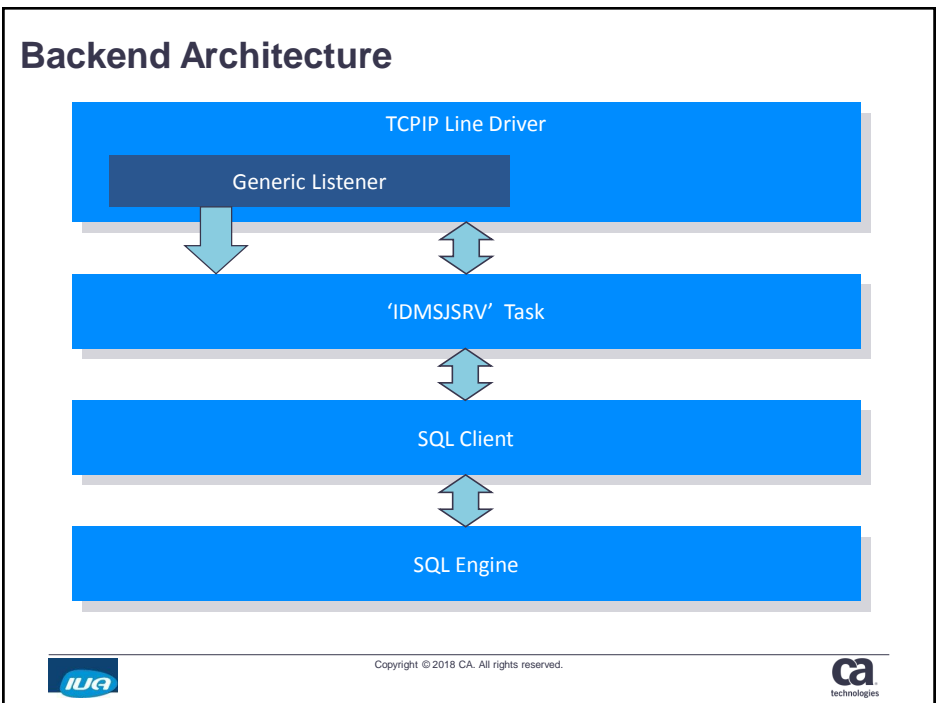 Backend Architecture
TCPIP Line Driver
Generic Listener
‘IDMSJSRV’ Task
SQL Client
SQL Engine
IUA
Copyright © 2018 CA. All rights reserved.
ca
technologies